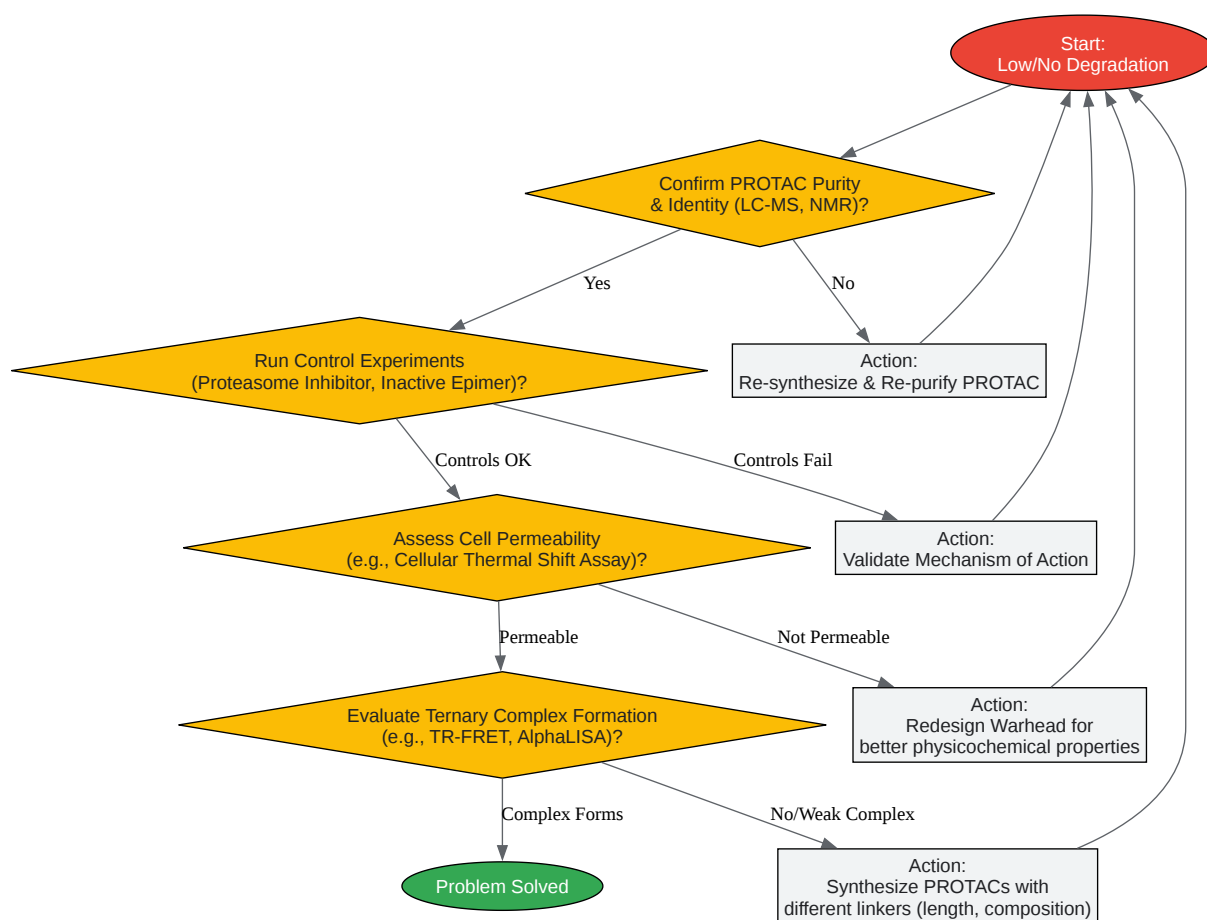 Start:
Low/No Degradation
Confirm PROTAC Purity
& Identity (LC-MS, NMR)?
Yes
No
Run Control Experiments
(Proteasome Inhibitor, Inactive Epimer)?
Action:
Re-synthesize & Re-purify PROTAC
Controls OK
Controls Fail
Assess Cell Permeability
(e.g., Cellular Thermal Shift Assay)?
Action:
Validate Mechanism of Action
Permeable
Not Permeable
Evaluate Ternary Complex Formation
(e.g., TR-FRET, AlphaLISA)?
Action:
Redesign Warhead for
better physicochemical properties
Complex Forms
No/Weak Complex
Problem Solved
Action:
Synthesize PROTACs with
different linkers (length, composition)